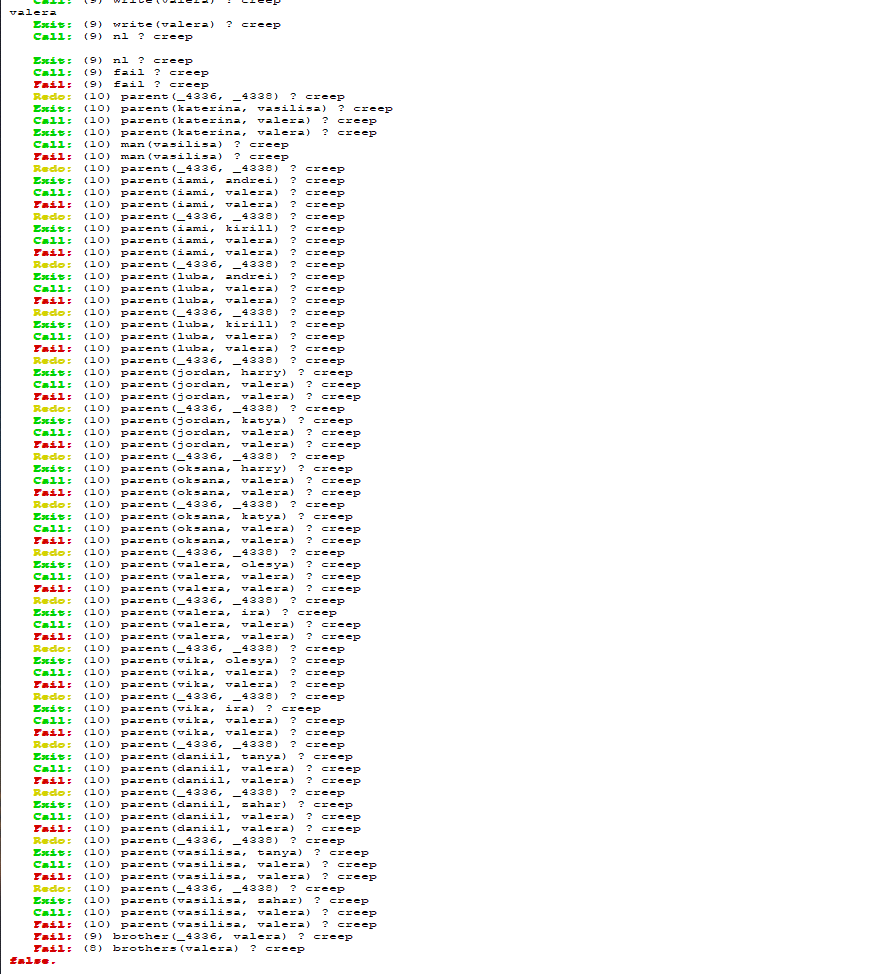 Call: (9) write(valera) ? creep
valera
Exit: (9) write(valera) ? creep
Call: (9) nl ? creep
Exit: (9) nl ? creep
Call: (9) fail ? creep
Fail: (9) fail ? creep
Redo: (10) parent(_4336, _4338) ? creep
Exit: (10) parent(katerina, vasilisa) ? creep
Call: (10) parent(katerina, valera) ? creep
Exit: (10) parent(katerina, valera) ? creep
Call: (10) man(vasilisa) ? creep
Fail: (10) man(vasilisa) ? creep
Redo: (10) parent(_4336, _4338) ? creep
Exit: (10) parent(iami, andrei) ? creep
Call: (10) parent(iami, valera) ? creep
Fail: (10) parent(iami, valera) ? creep
Redo: (10) parent(_4336, _4338) ? creep
Exit: (10) parent(iami, kirill) ? creep
Call: (10) parent(iami, valera) ? creep
Fail: (10) parent(iami, valera) ? creep
Redo: (10) parent(_4336, _4338) ? creep
Exit: (10) parent(luba, andrei) ? creep
Call: (10) parent(luba, valera) ? creep
Fail: (10) parent(luba, valera) ? creep
Redo: (10) parent(_4336, _4338) ? creep
Exit: (10) parent(luba, kirill) ? creep
Call: (10) parent(luba, valera) ? creep
Fail: (10) parent(luba, valera) ? creep
Redo: (10) parent(_4336, _4338) ? creep
Exit: (10) parent(jordan, harry) ? creep
Call: (10) parent(jordan, valera) ? creep
Fail: (10) parent(jordan, valera) ? creep
Redo: (10) parent(_4336, _4338) ? creep
Exit: (10) parent(jordan, katya) ? creep
Call: (10) parent(jordan, valera) ? creep
Fail: (10) parent(jordan, valera) ? creep
Redo: (10) parent(_4336, _4338) ? creep
Exit: (10) parent(oksana, harry) ? creep
Call: (10) parent(oksana, valera) ? creep
Fail: (10) parent(oksana, valera) ? creep
Redo: (10) parent(_4336, _4338) ? creep
Exit: (10) parent(oksana, katya) ? creep
Call: (10) parent(oksana, valera) ? creep
Fail: (10) parent(oksana, valera) ? creep
Redo: (10) parent(_4336, _4338) ? creep
Exit: (10) parent(valera, olesya) ? creep
Call: (10) parent(valera, valera) ? creep
Fail: (10) parent(valera, valera) ? creep
Redo: (10) parent(_4336, _4338) ? creep
Exit: (10) parent(valera, ira) ? creep
Call: (10) parent(valera, valera) ? creep
Fail: (10) parent(valera, valera) ? creep
Redo: (10) parent(_4336, _4338) ? creep
Exit: (10) parent(vika, olesya) ? creep
Call: (10) parent(vika, valera) ? creep
Fail: (10) parent(vika, valera) ? creep
Redo: (10) parent(_4336, _4338) ? creep
Exit: (10) parent(vika, ira) ? creep
Call: (10) parent(vika, valera) ? creep
Fail: (10) parent(vika, valera) ? creep
Redo: (10) parent(_4336, _4338) ? creep
Exit: (10) parent(daniil, tanya) ? creep
Call: (10) parent(daniil, valera) ? creep
Fail: (10) parent(daniil, valera) ? creep
Redo: (10) parent(_4336, _4338) ? creep
Exit: (10) parent(daniil, sahar) ? creep
Call: (10) parent(daniil, valera) ? creep
Fail: (10) parent(daniil, valera) ? creep
Redo: (10) parent(_4336, _4338) ? creep
Exit: (10) parent(vasilisa, tanya) ? creep
Call: (10) parent(vasilisa, valera) ? creep
Fail: (10) parent(vasilisa, valera) ? creep
Redo: (10) parent(_4336, _4338) ? creep
Exit: (10) parent(vasilisa, sahar) ? creep
Call: (10) parent(vasilisa, valera) ? creep
Fail: (10) parent(vasilisa, valera) ? creep
Fail: (9) brother(_4336, valera) ? creep
Fail: (8) brothers(valera) ? creep
false.